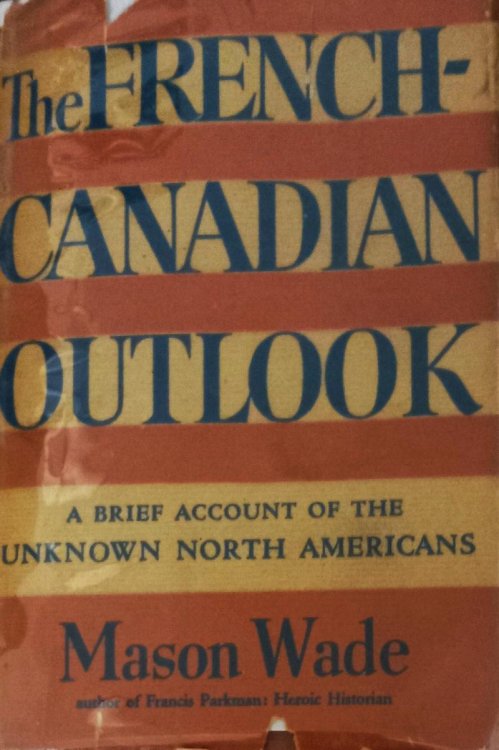 The FRENCH-
CANADIAN
OUTLOOK
A BRIEF ACCOUNT OF THE
UNKNOWN NORTH AMERICANS
Mason Wade
author of Francis Parkman: Heroic Historian